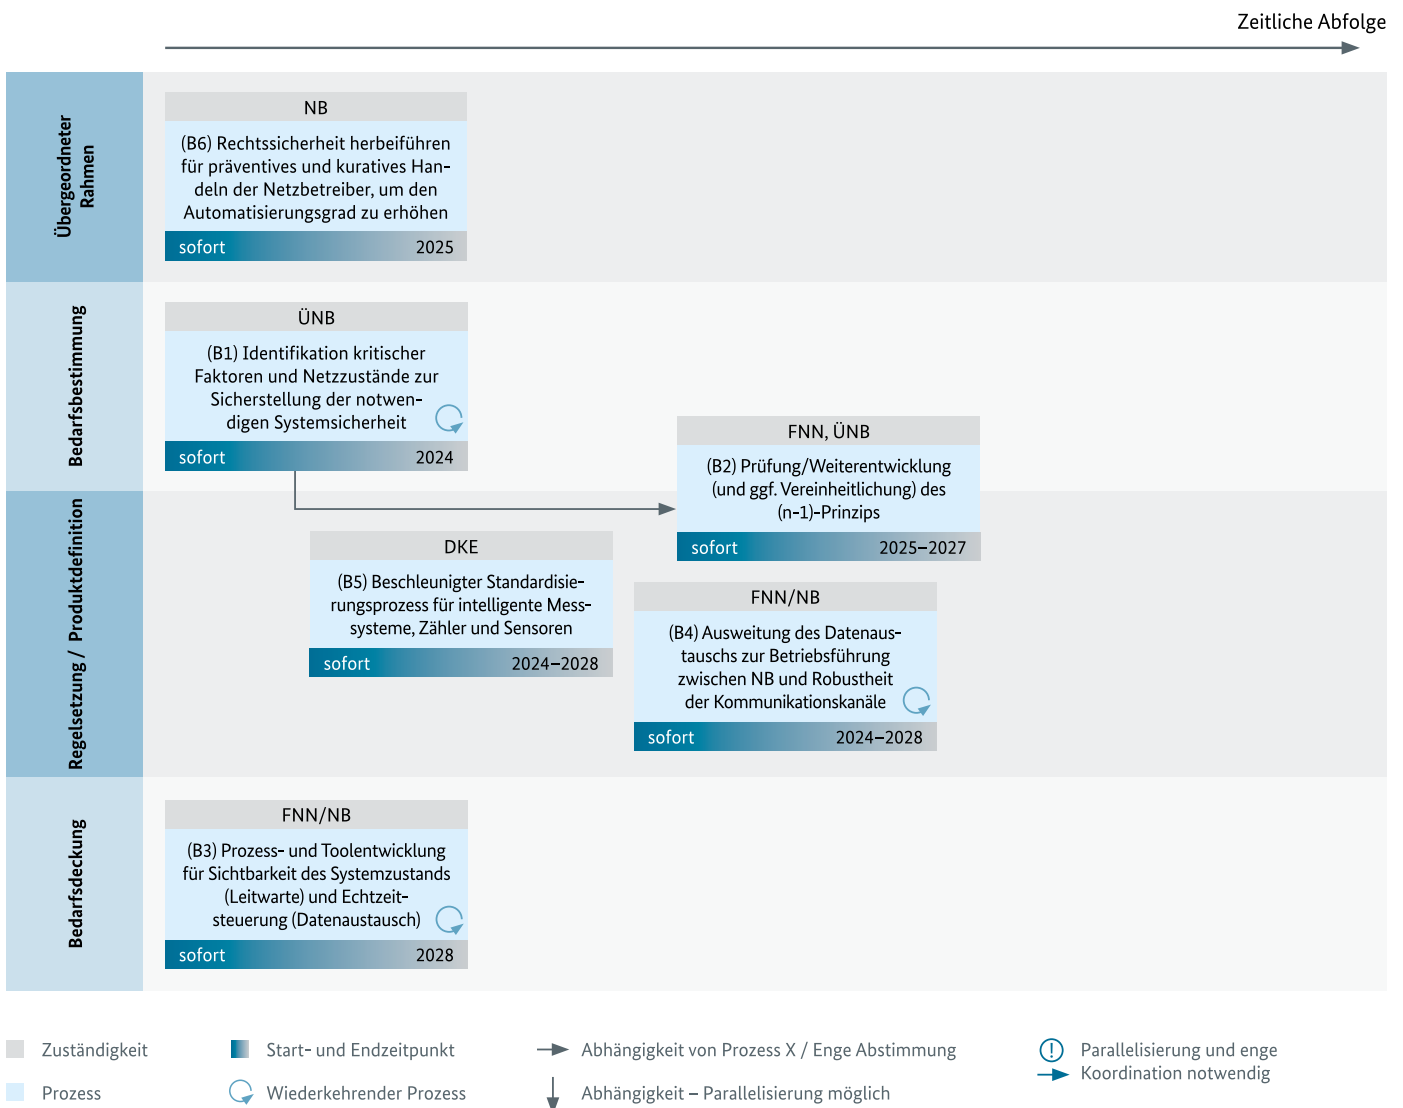 Zeitliche Abfolge
Übergeordneter
Rahmen
NB
(B6) Rechtssicherheit herbeiführen
für präventives und kuratives Han-
deln der Netzbetreiber, um den
Automatisierungsgrad zu erhöhen
sofort 2025
Bedarfsbestimmung
ÜNB
(B1) Identifikation kritischer
Faktoren und Netzzustände zur
Sicherstellung der notwen-
digen Systemsicherheit
sofort 2024
FNN, ÜNB
(B2) Prüfung/Weiterentwicklung
(und ggf. Vereinheitlichung) des
(n-1)-Prinzips
sofort 2025–2027
Regelsetzung / Produktdefinition
DKE
(B5) Beschleunigter Standardisie-
rungsprozess für intelligente Mess-
systeme, Zähler und Sensoren
sofort 2024–2028
FNN/NB
(B4) Ausweitung des Datenaus-
tauschs zur Betriebsführung
zwischen NB und Robustheit
der Kommunikationskanäle
sofort 2024–2028
Bedarfsdeckung
FNN/NB
(B3) Prozess- und Toolentwicklung
für Sichtbarkeit des Systemzustands
(Leitwarte) und Echtzeit-
steuerung (Datenaustausch)
sofort 2028
Zuständigkeit
Prozess
Start- und Endzeitpunkt
Wiederkehrender Prozess
Abhängigkeit von Prozess X / Enge Abstimmung
Abhängigkeit – Parallelisierung möglich
Parallelisierung und enge
Koordination notwendig